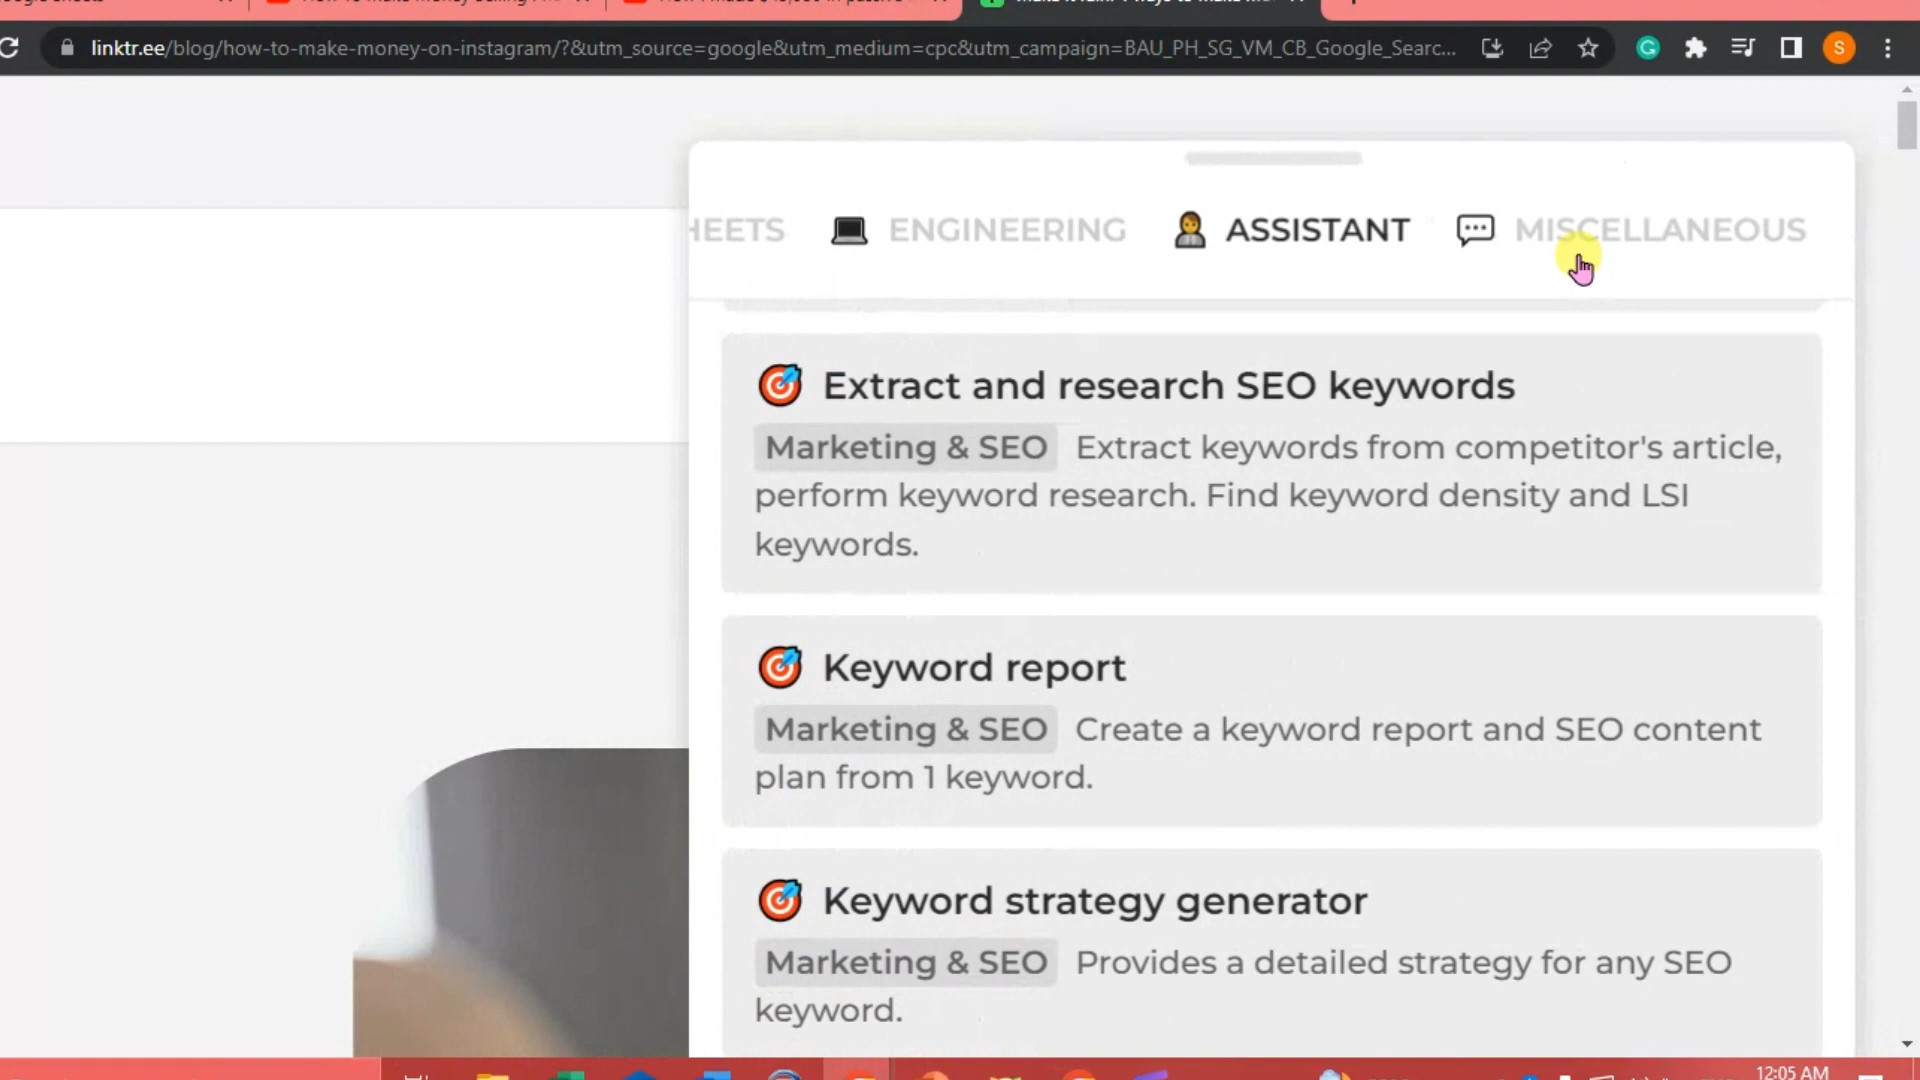 linktr.ee/blog/how-to-make-money-on-instagram/?&utm_source=google&utm_medium=cpc&utm_campaign=BAU_PH_SG_VM_CB_Google_Searc...
S
HEETS ENGINEERING ASSISTANT MISCELLANEOUS
Extract and research SEO keywords
Marketing & SEO Extract keywords from competitor's article,
perform keyword research. Find keyword density and LSI
keywords.
Keyword report
Marketing & SEO Create a keyword report and SEO content
plan from 1 keyword.
Keyword strategy generator
Marketing & SEO Provides a detailed strategy for any SEO
keyword.
12:05 AM